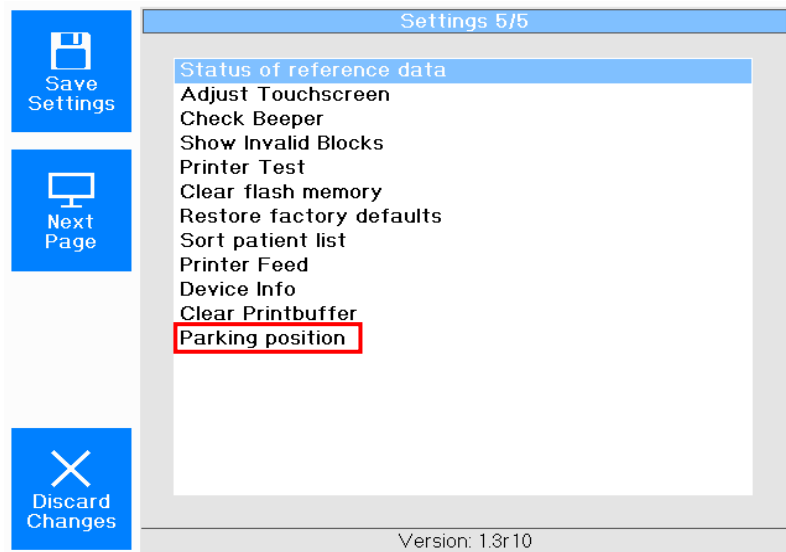 Settings 5/5
Save
Settings
Next
Page
Discard
Changes
Status of reference data
Adjust Touchscreen
Check Beeper
Show Invalid Blocks
Printer Test
Clear flash memory
Restore factory defaults
Sort patient list
Printer Feed
Device Info
Clear Printbuffer
Parking position
Version: 1.3r10